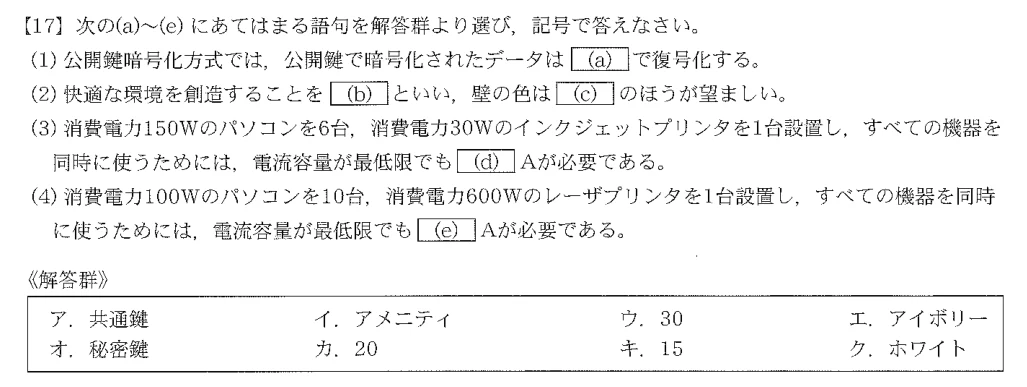 【17】次の(a)～(e)にあてはまる語句を解答群より選び，記号で答えなさい。
(1) 公開鍵暗号化方式では，公開鍵で暗号化されたデータは (a) で復号化する。
(2) 快適な環境を創造することを (b) といい，壁の色は (c) のほうが望ましい。
(3) 消費電力150Wのパソコンを6台，消費電力30Wのインクジェットプリンタを1台設置し，すべての機器を
同時に使うためには，電流容量が最低限でも (d) Aが必要である。
(4) 消費電力100Wのパソコンを10台，消費電力600Wのレーザプリンタを1台設置し，すべての機器を同時
に使うためには，電流容量が最低限でも (e) Aが必要である。
《解答群》
ア．共通鍵 イ．アメニティ ウ．30 エ．アイボリー
オ．秘密鍵 カ．20 キ．15 ク．ホワイト